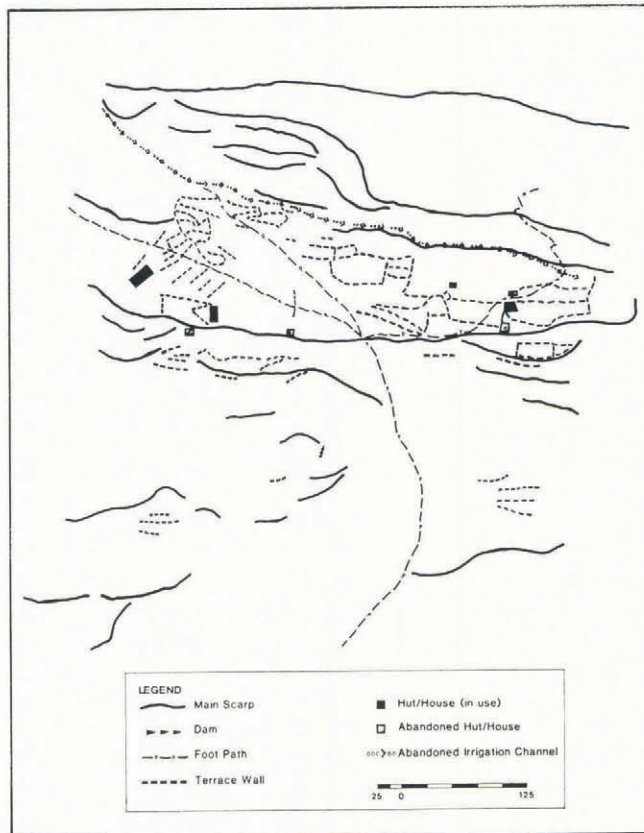 LEGEND
Main Scarp
Dam
Foot Path
Terrace Wall
Hut/House (in use)
Abandoned Hut/House
Abandoned Irrigation Channel
25 0 125